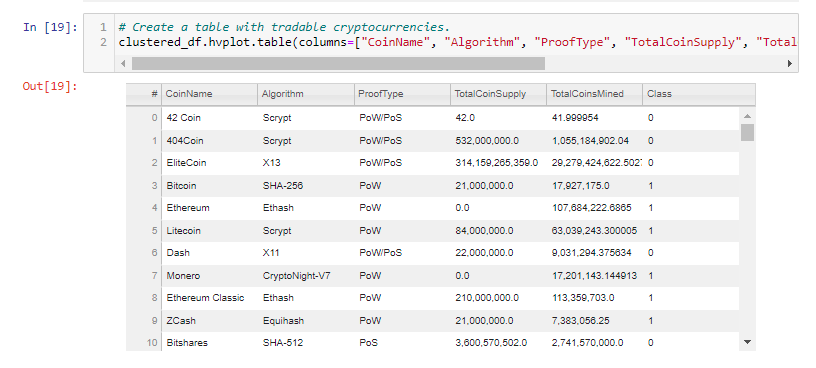 In [19]:
1 # Create a table with tradable cryptocurrencies.
2 clustered_df.hvplot.table(columns=["CoinName", "Algorithm", "ProofType", "TotalCoinSupply", "Total
Out[19]:
# CoinName Algorithm ProofType TotalCoinSupply TotalCoinsMined Class
0 42 Coin Scrypt PoW/PoS 42.0 41.999954 0
1 404Coin Scrypt PoW/PoS 532,000,000.0 1,055,184,902.04 0
2 EliteCoin X13 PoW/PoS 314,159,265,359.0 29,279,424,622.502 0
3 Bitcoin SHA-256 PoW 21,000,000.0 17,927,175.0 1
4 Ethereum Ethash PoW 0.0 107,684,222.6865 1
5 Litecoin Scrypt PoW 84,000,000.0 63,039,243.300005 1
6 Dash X11 PoW/PoS 22,000,000.0 9,031,294.375634 0
7 Monero CryptoNight-V7 PoW 0.0 17,201,143.144913 1
8 Ethereum Classic Ethash PoW 210,000,000.0 113,359,703.0 1
9 ZCash Equihash PoW 21,000,000.0 7,383,056.25 1
10 Bitshares SHA-512 PoS 3,600,570,502.0 2,741,570,000.0 0